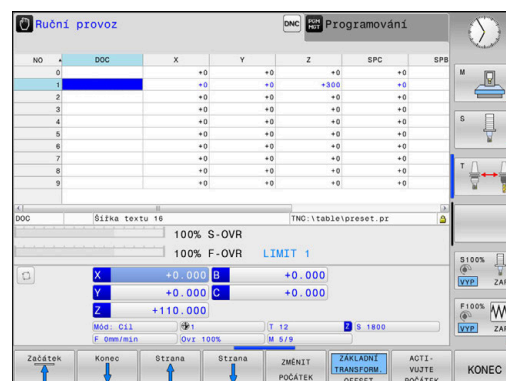 Ruční provoz
DNC
PGM MGT
Programování
NO DOC X Y Z SPC SPB
0 +0 +0 +0 +0
1 +0 +0 +300 +0
2 +0 +0 +0 +0
3 +0 +0 +0 +0
4 +0 +0 +0 +0
5 +0 +0 +0 +0
6 +0 +0 +0 +0
7 +0 +0 +0 +0
8 +0 +0 +0 +0
9 +0 +0 +0 +0
DOC Šířka textu 16 TNC:\table\preset.pr
100% S-OVR
100% F-OVR LIMIT 1
X +0.000 B +0.000
Y +0.000 C +0.000
Z +110.000
Mód: Cíl 1 T 12 Z S 1800
F 0mm/min Ovr 100% M 5/9
M
S
T
S100%
VYP ZAP
F100%
VYP ZAP
Začátek
Konec
Strana
Strana
ZMĚNIT
POČÁTEK
ZÁKLADNÍ
TRANSFORM.
OFFSET
ACTI-
VUJTE
POČÁTEK
KONEC